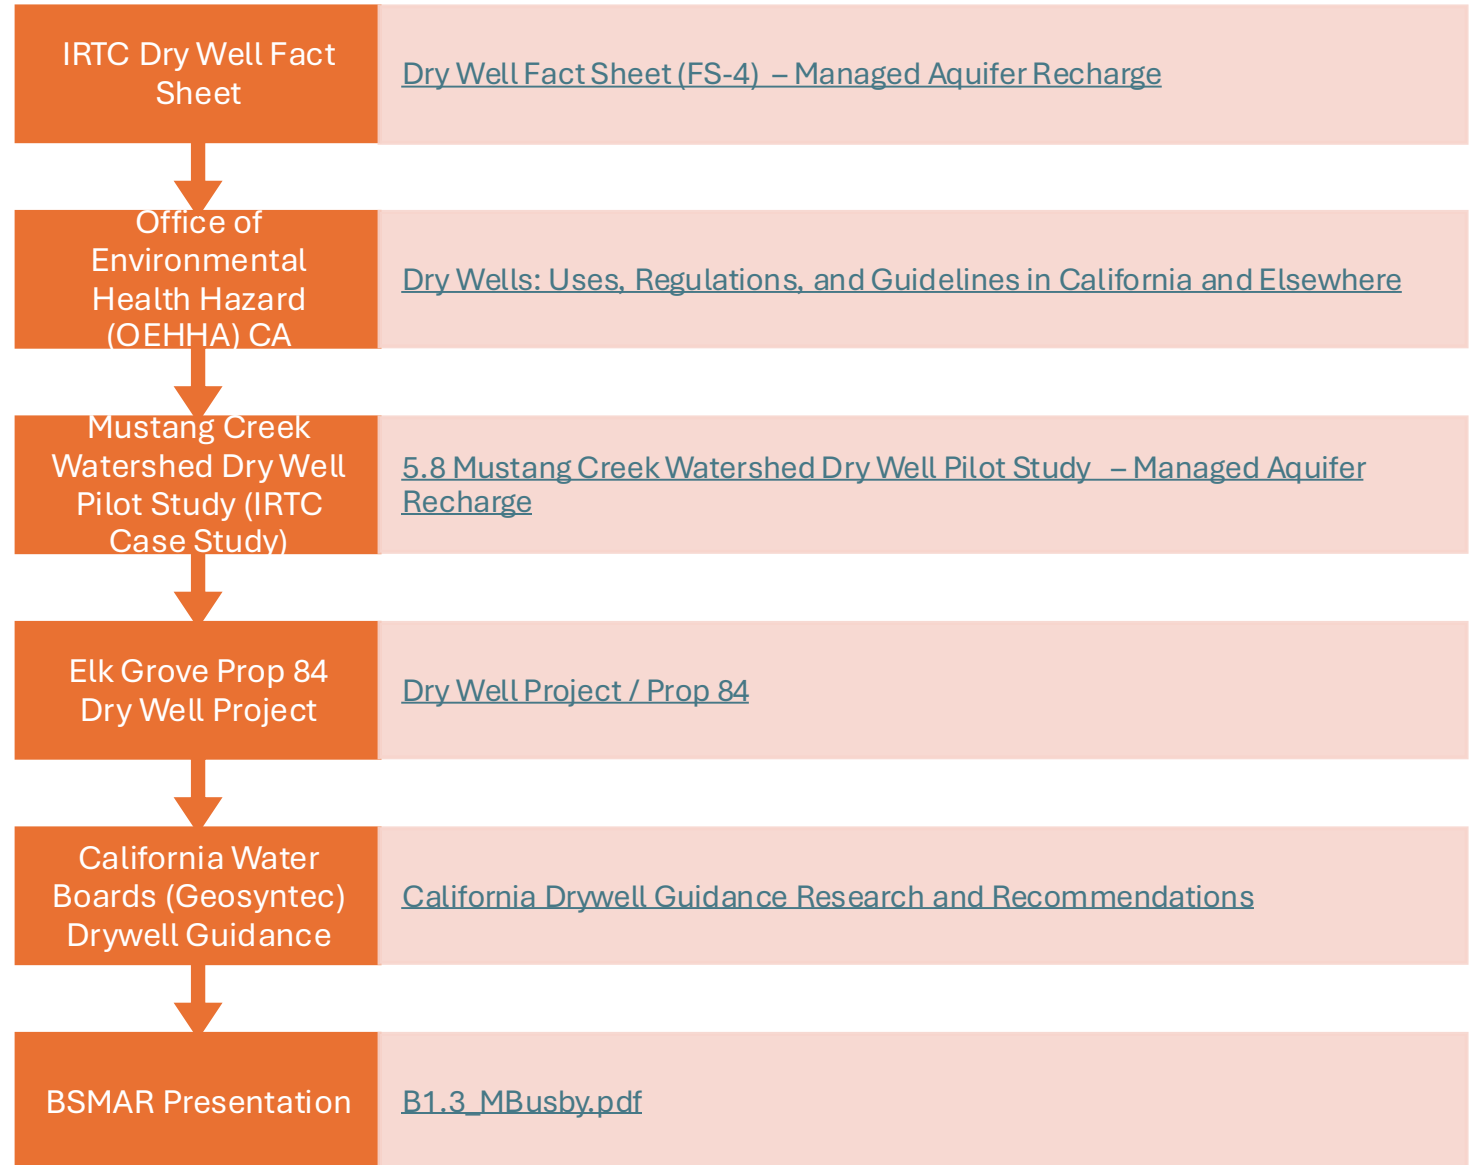 IRTC Dry Well Fact
Sheet
Dry Well Fact Sheet (FS-4) – Managed Aquifer Recharge
Office of
Environmental
Health Hazard
(OEHHA) CA
Dry Wells: Uses, Regulations, and Guidelines in California and Elsewhere
Mustang Creek
Watershed Dry Well
Pilot Study (IRTC
Case Study)
5.8 Mustang Creek Watershed Dry Well Pilot Study – Managed Aquifer
Recharge
Elk Grove Prop 84
Dry Well Project
Dry Well Project / Prop 84
California Water
Boards (Geosyntec)
Drywell Guidance
California Drywell Guidance Research and Recommendations
BSMAR Presentation
B1.3_MBusby.pdf